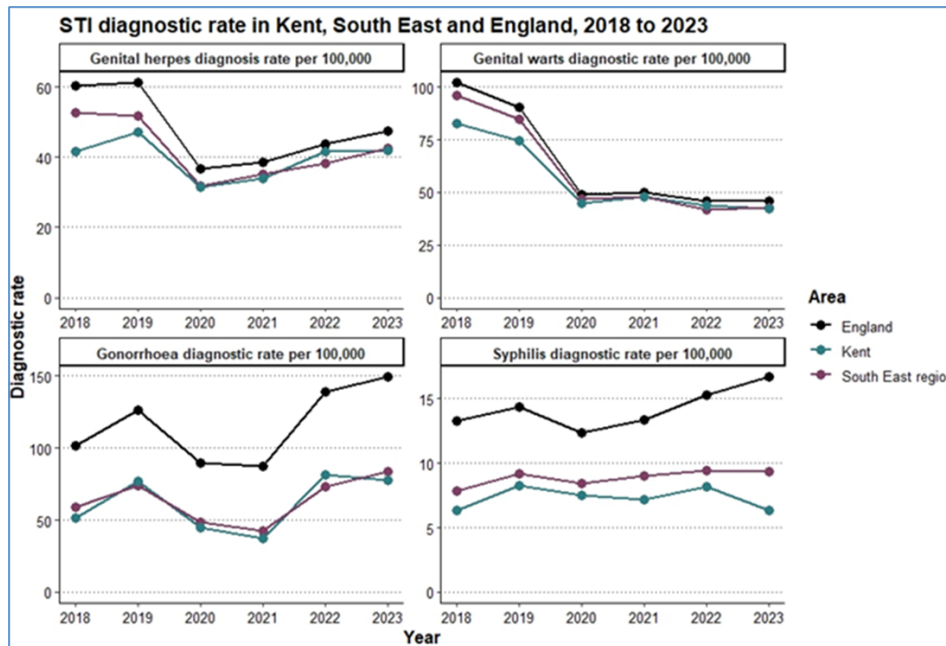 STI diagnostic rate in Kent, South East and England, 2018 to 2023
Genital herpes diagnosis rate per 100,000
60
40
20
0
2018 2019 2020 2021 2022 2023
Genital warts diagnostic rate per 100,000
100
75
50
25
0
2018 2019 2020 2021 2022 2023
Gonorrhoea diagnostic rate per 100,000
150
100
50
0
2018 2019 2020 2021 2022 2023
Syphilis diagnostic rate per 100,000
15
10
5
0
2018 2019 2020 2021 2022 2023
Diagnostic rate
Year
Area
England
Kent
South East regio